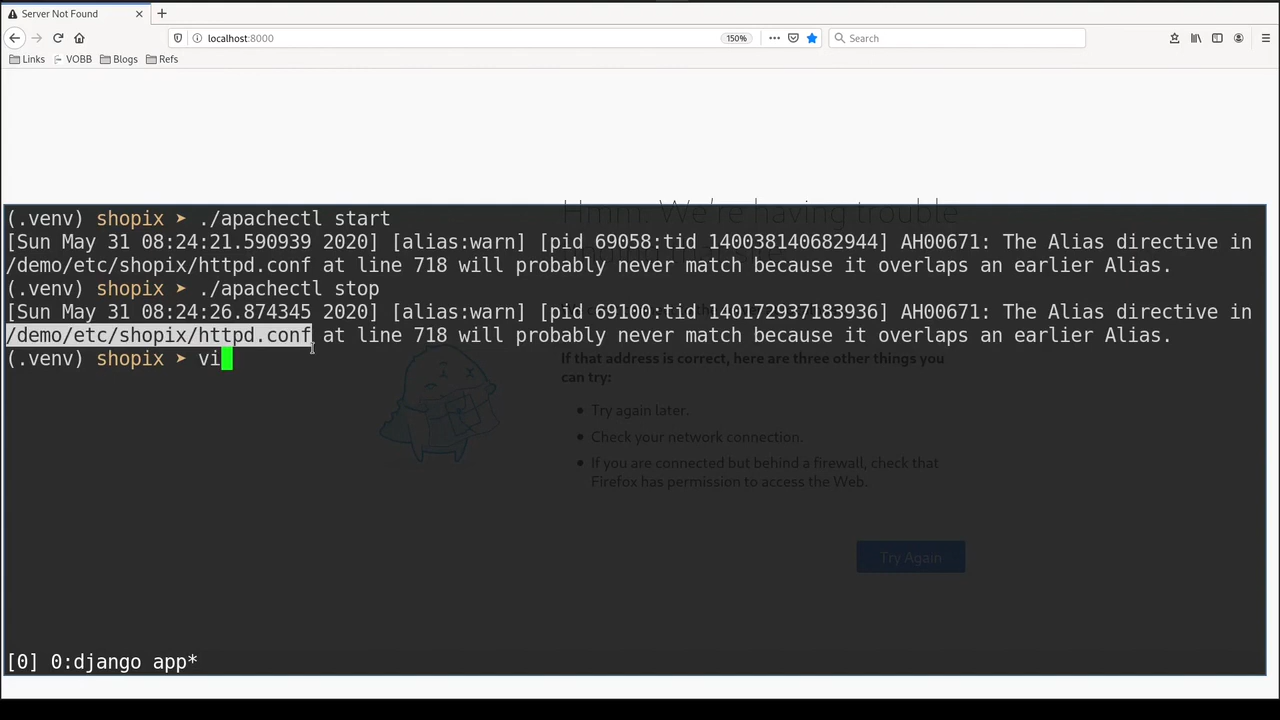 Server Not Found
localhost:8000
150%
Search
Links
VOBB
Blogs
Refs
Hmm. We're having trouble
(.venv) shopix ➤ ./apachectl start
[Sun May 31 08:24:21.590939 2020] [alias:warn] [pid 69058:tid 140038140682944] AH00671: The Alias directive in
/demo/etc/shopix/httpd.conf at line 718 will probably never match because it overlaps an earlier Alias.
(.venv) shopix ➤ ./apachectl stop
[Sun May 31 08:24:26.874345 2020] [alias:warn] [pid 69100:tid 140172937183936] AH00671: The Alias directive in
/demo/etc/shopix/httpd.conf at line 718 will probably never match because it overlaps an earlier Alias.
(.venv) shopix ➤ vi
If that address is correct, here are three other things you
can try:
Try again later.
Check your network connection.
If you are connected but behind a firewall, check that
Firefox has permission to access the Web.
Try Again
[0] 0:django app*